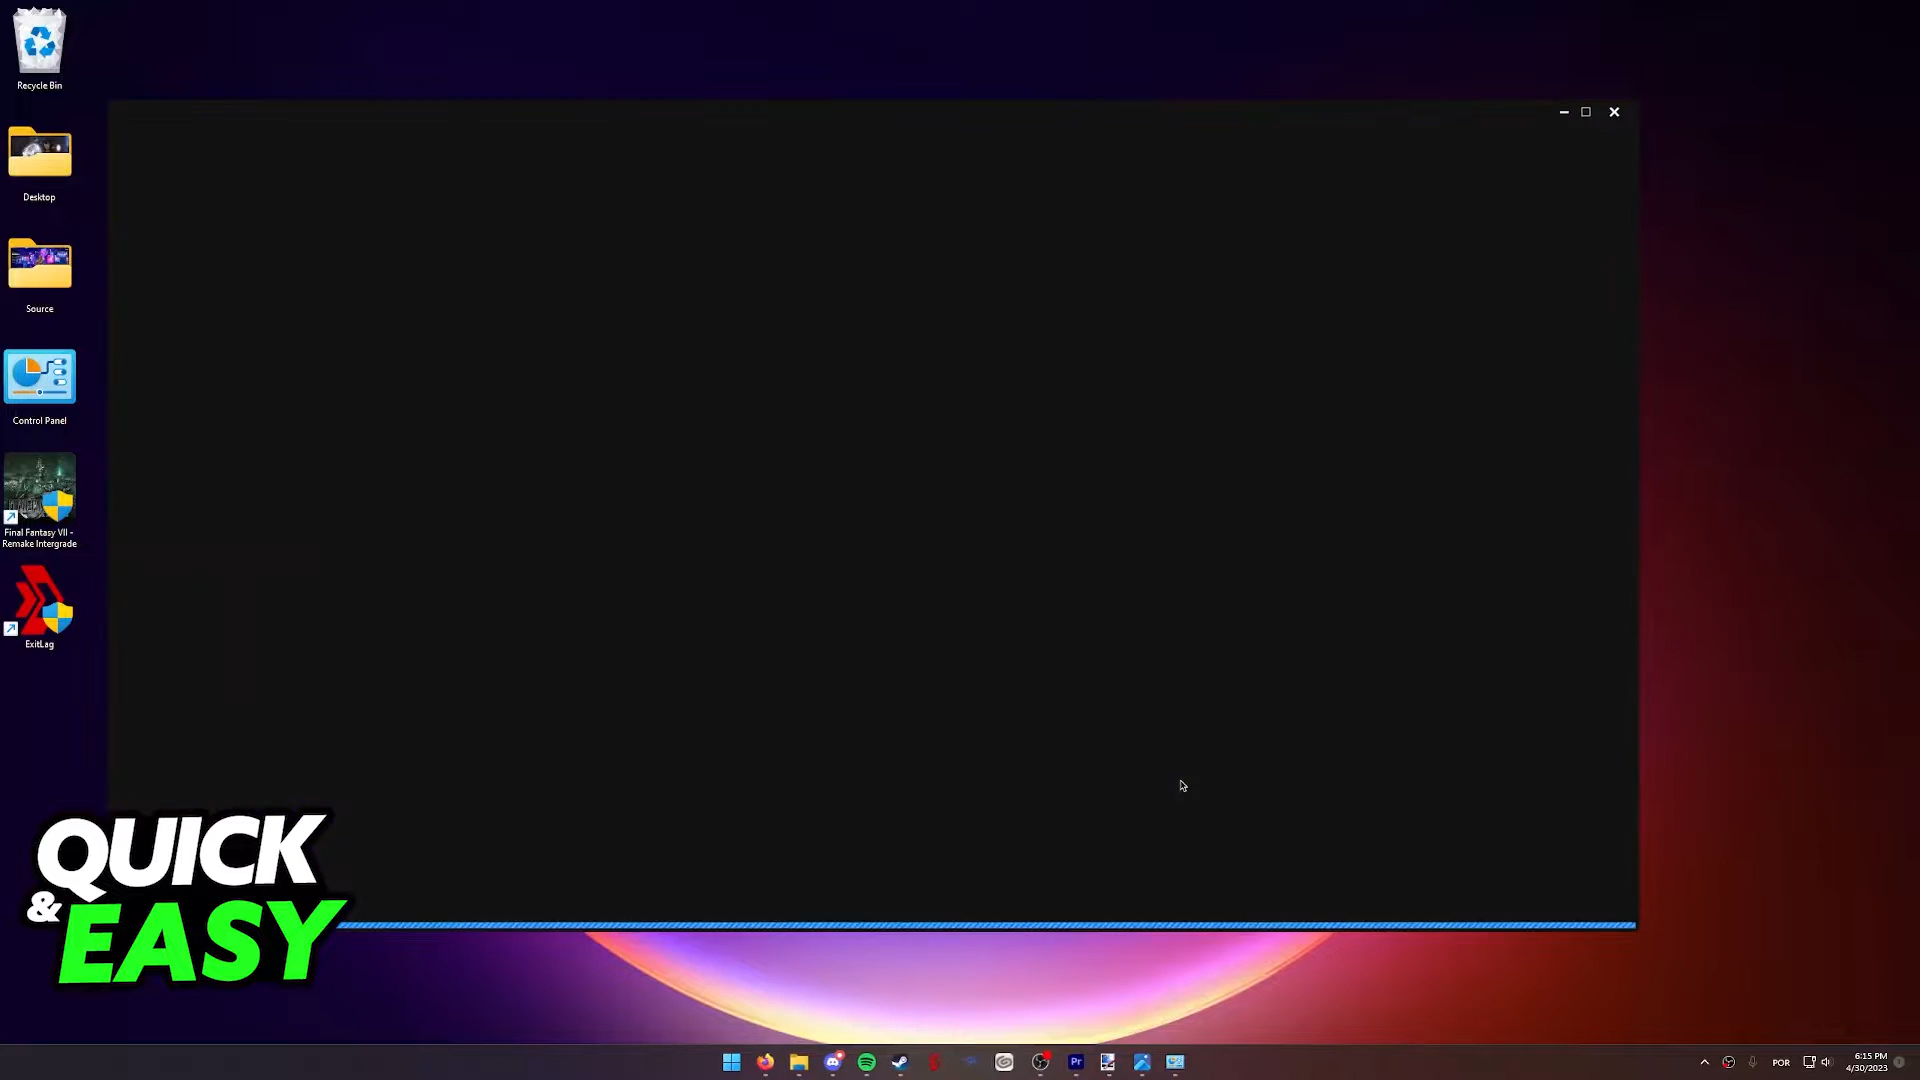 Recycle Bin
Desktop
Source
Control Panel
Final Fantasy VII -
Remake Intergrade
ExitLag
QUICK
& EASY
Pr
POR
6:15 PM
4/30/2023